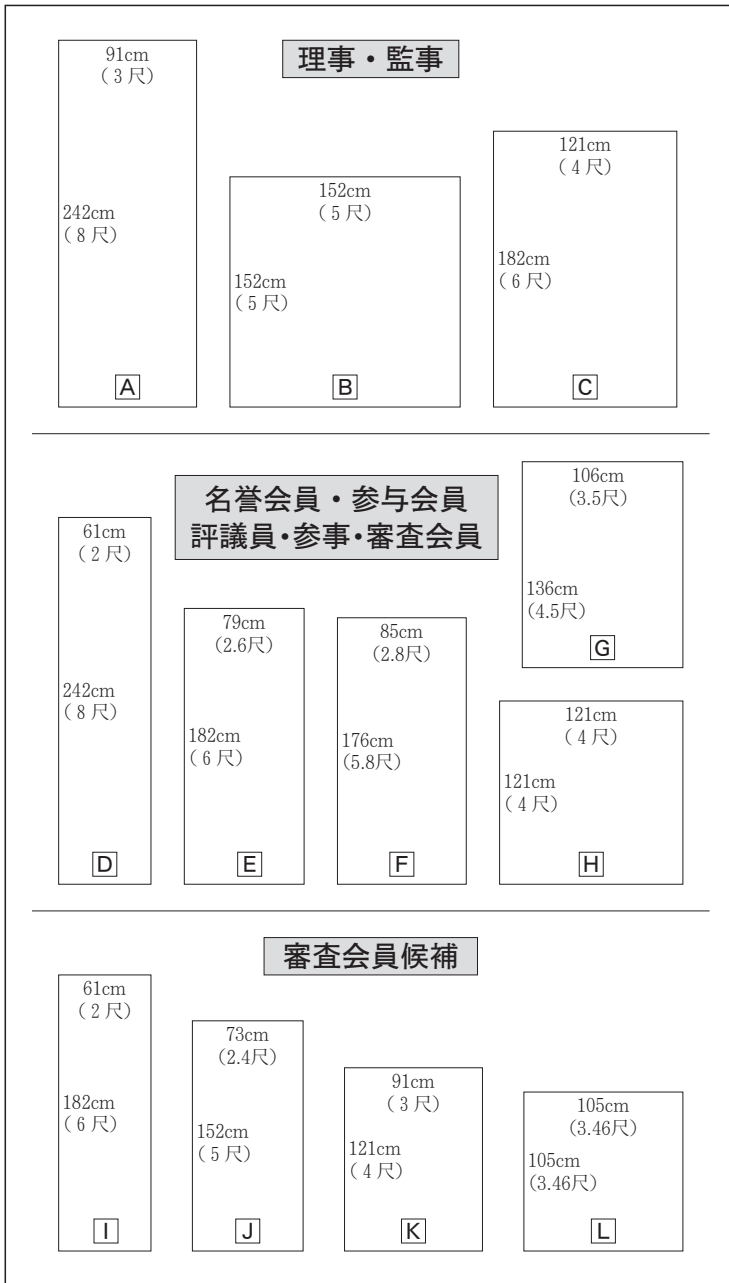 理事・監事
91cm
(3尺)
242cm
(8尺)
A
152cm
(5尺)
152cm
(5尺)
B
121cm
(4尺)
182cm
(6尺)
C
名誉会員・参与会員
評議員・参事・審査会員
61cm
(2尺)
242cm
(8尺)
D
79cm
(2.6尺)
182cm
(6尺)
E
85cm
(2.8尺)
176cm
(5.8尺)
F
106cm
(3.5尺)
136cm
(4.5尺)
G
121cm
(4尺)
121cm
(4尺)
H
審査会員候補
61cm
(2尺)
182cm
(6尺)
I
73cm
(2.4尺)
152cm
(5尺)
J
91cm
(3尺)
121cm
(4尺)
K
105cm
(3.46尺)
105cm
(3.46尺)
L